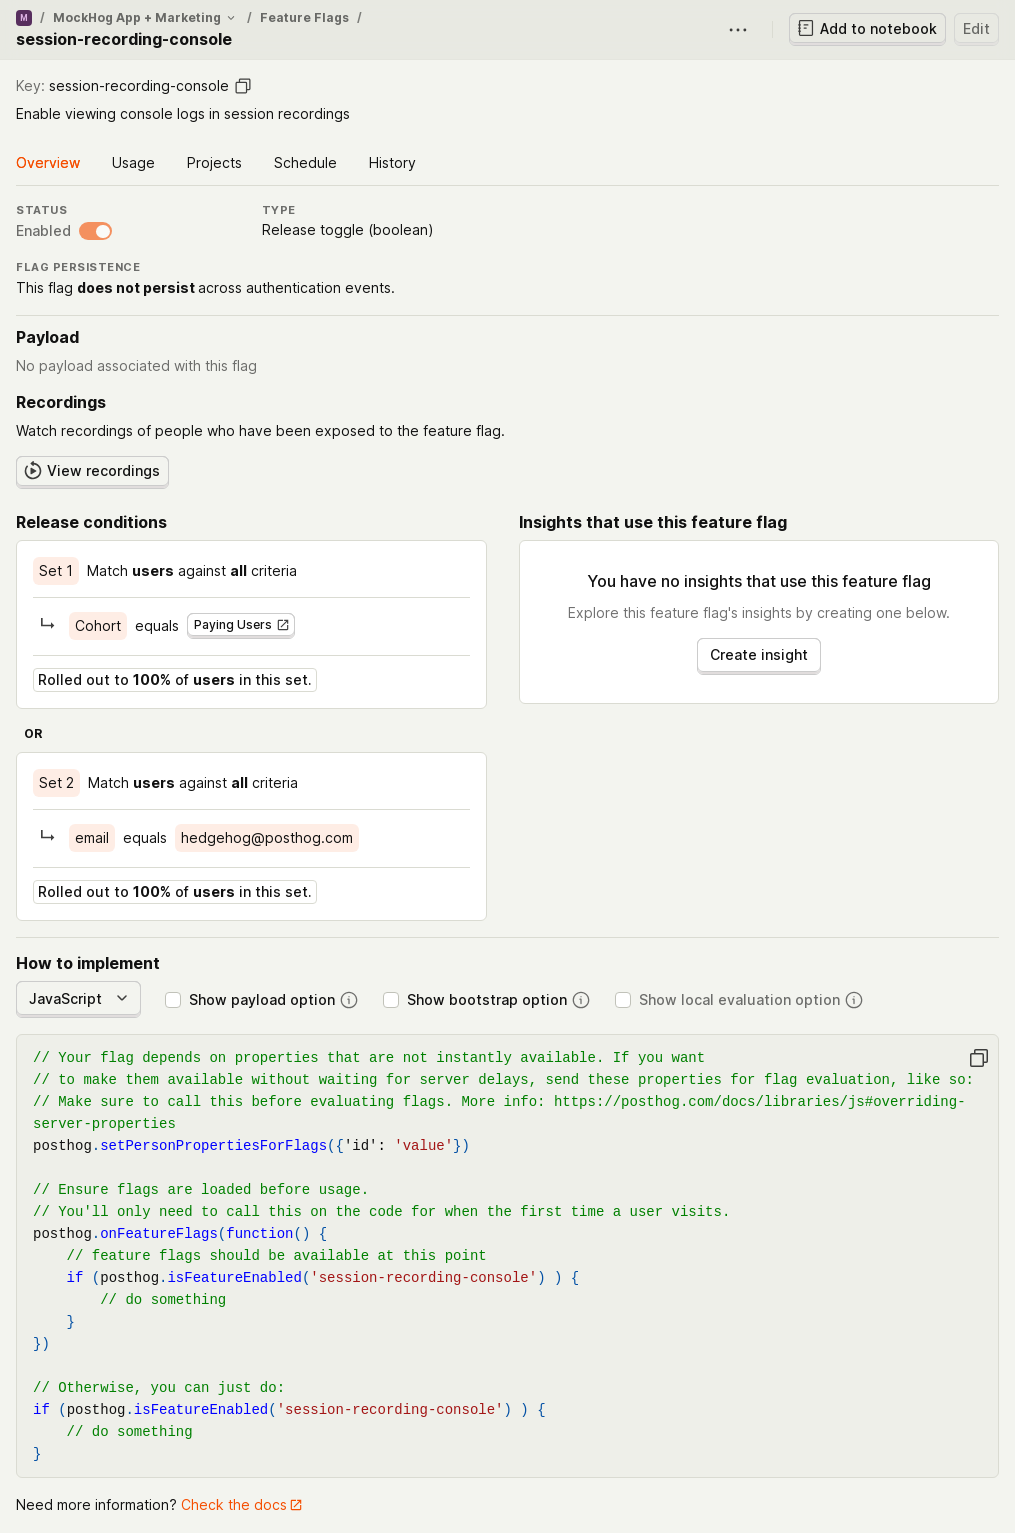 M / MockHog App + Marketing / Feature Flags /
session-recording-console
Add to notebook
Edit
Key: session-recording-console
Enable viewing console logs in session recordings
Overview Usage Projects Schedule History
STATUS
Enabled
TYPE
Release toggle (boolean)
FLAG PERSISTENCE
This flag does not persist across authentication events.
Payload
No payload associated with this flag
Recordings
Watch recordings of people who have been exposed to the feature flag.
View recordings
Release conditions
Set 1 Match users against all criteria
Cohort equals Paying Users
Rolled out to 100% of users in this set.
OR
Set 2 Match users against all criteria
email equals hedgehog@posthog.com
Rolled out to 100% of users in this set.
Insights that use this feature flag
You have no insights that use this feature flag
Explore this feature flag's insights by creating one below.
Create insight
How to implement
JavaScript Show payload option Show bootstrap option Show local evaluation option
// Your flag depends on properties that are not instantly available. If you want
// to make them available without waiting for server delays, send these properties for flag evaluation, like so:
// Make sure to call this before evaluating flags. More info: https://posthog.com/docs/libraries/js#overriding-
server-properties
posthog.setPersonPropertiesForFlags({'id': 'value'})
// Ensure flags are loaded before usage.
// You'll only need to call this on the code for when the first time a user visits.
posthog.onFeatureFlags(function() {
    // feature flags should be available at this point
    if (posthog.isFeatureEnabled('session-recording-console') ) {
        // do something
    }
})
// Otherwise, you can just do:
if (posthog.isFeatureEnabled('session-recording-console') ) {
    // do something
}
Need more information? Check the docs